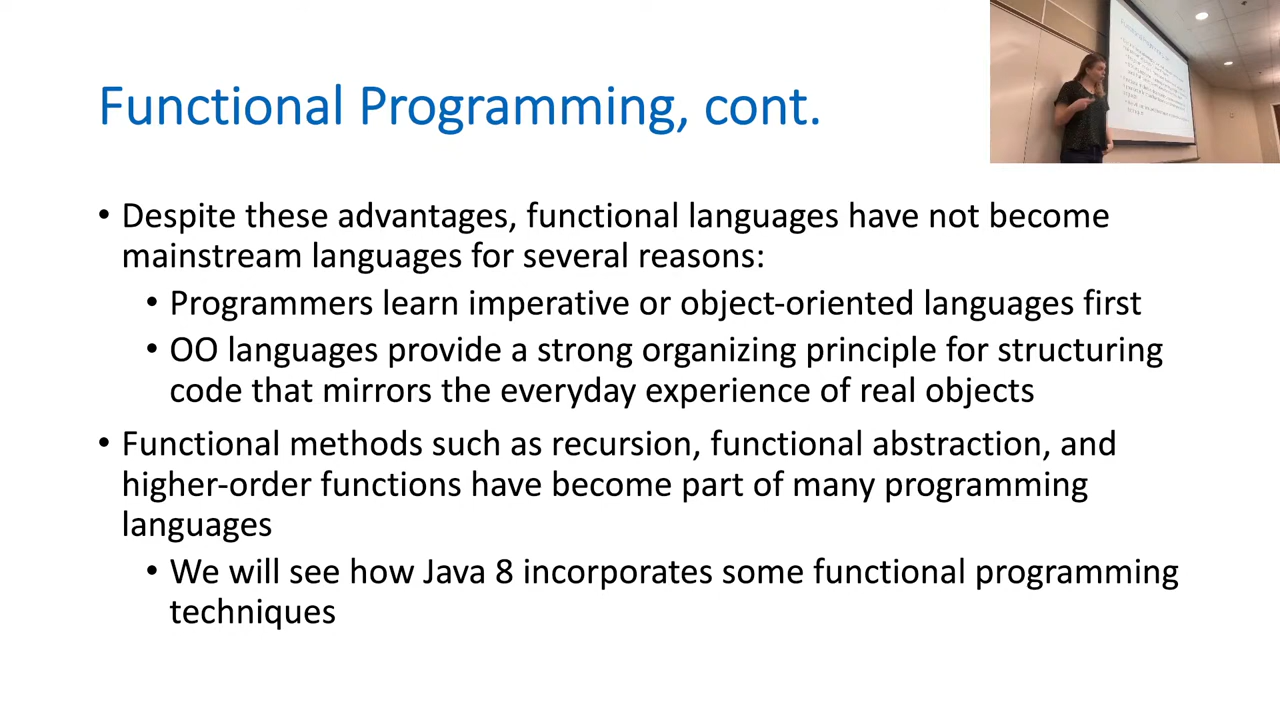 Functional Programming, cont.
• Despite these advantages, functional languages have not become
mainstream languages for several reasons:
• Programmers learn imperative or object-oriented languages first
• OO languages provide a strong organizing principle for structuring
code that mirrors the everyday experience of real objects
• Functional methods such as recursion, functional abstraction, and
higher-order functions have become part of many programming
languages
• We will see how Java 8 incorporates some functional programming
techniques